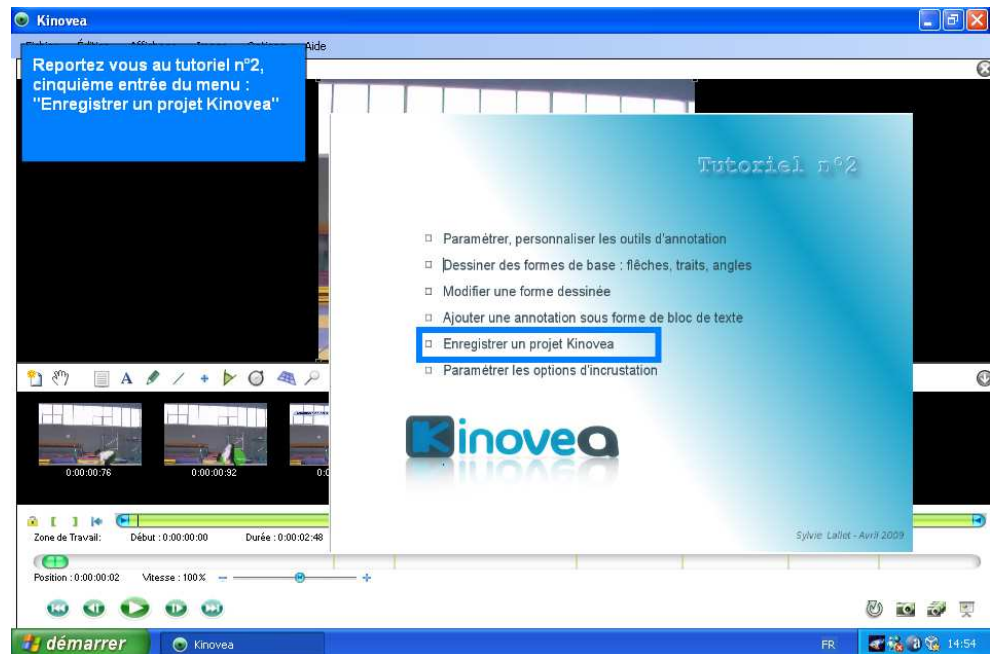 Kinovea
Aide
Reportez vous au tutoriel n°2,
cinquième entrée du menu :
"Enregistrer un projet Kinovea"
Tutoriel n°2
Paramétrer, personnaliser les outils d'annotation
Dessiner des formes de base : flêches, traits, angles
Modifier une forme dessinée
Ajouter une annotation sous forme de bloc de texte
Enregistrer un projet Kinovea
Paramétrer les options d'incrustation
Kinovea
Sylvie Lallet - Avril 2009
0:00:00:76
0:00:00:92
Zone de Travail: Début : 0:00:00:00 Durée : 0:00:02:48
Position : 0:00:00:02 Vitesse : 100%
démarrer Kinovea FR 14:54